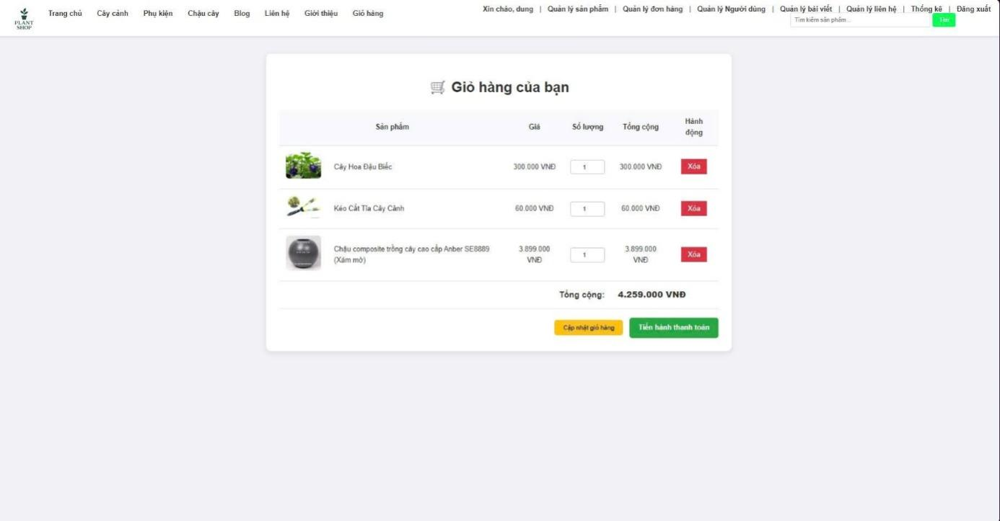 PLANT
SHOP
Trang chủ Cây cảnh Phụ kiện Chậu cây Blog Liên hệ Giới thiệu Giỏ hàng
Xin chào, dung | Quản lý sản phẩm | Quản lý đơn hàng | Quản lý Người dùng | Quản lý bài viết | Quản lý liên hệ | Thống kê | Đăng xuất
Tìm kiếm sản phẩm... Tìm
Giỏ hàng của bạn
Sản phẩm Giá Số lượng Tổng cộng Hành động
Cây Hoa Đậu Biếc 300.000 VNĐ 1 300.000 VNĐ Xóa
Kéo Cắt Tỉa Cây Cảnh 60.000 VNĐ 1 60.000 VNĐ Xóa
Chậu composite trồng cây cao cấp Anber SE8889 3.899.000 1 3.899.000 Xóa
(Xám mờ) VNĐ VNĐ
Tổng cộng: 4.259.000 VNĐ
Cập nhật giỏ hàng Tiến hành thanh toán